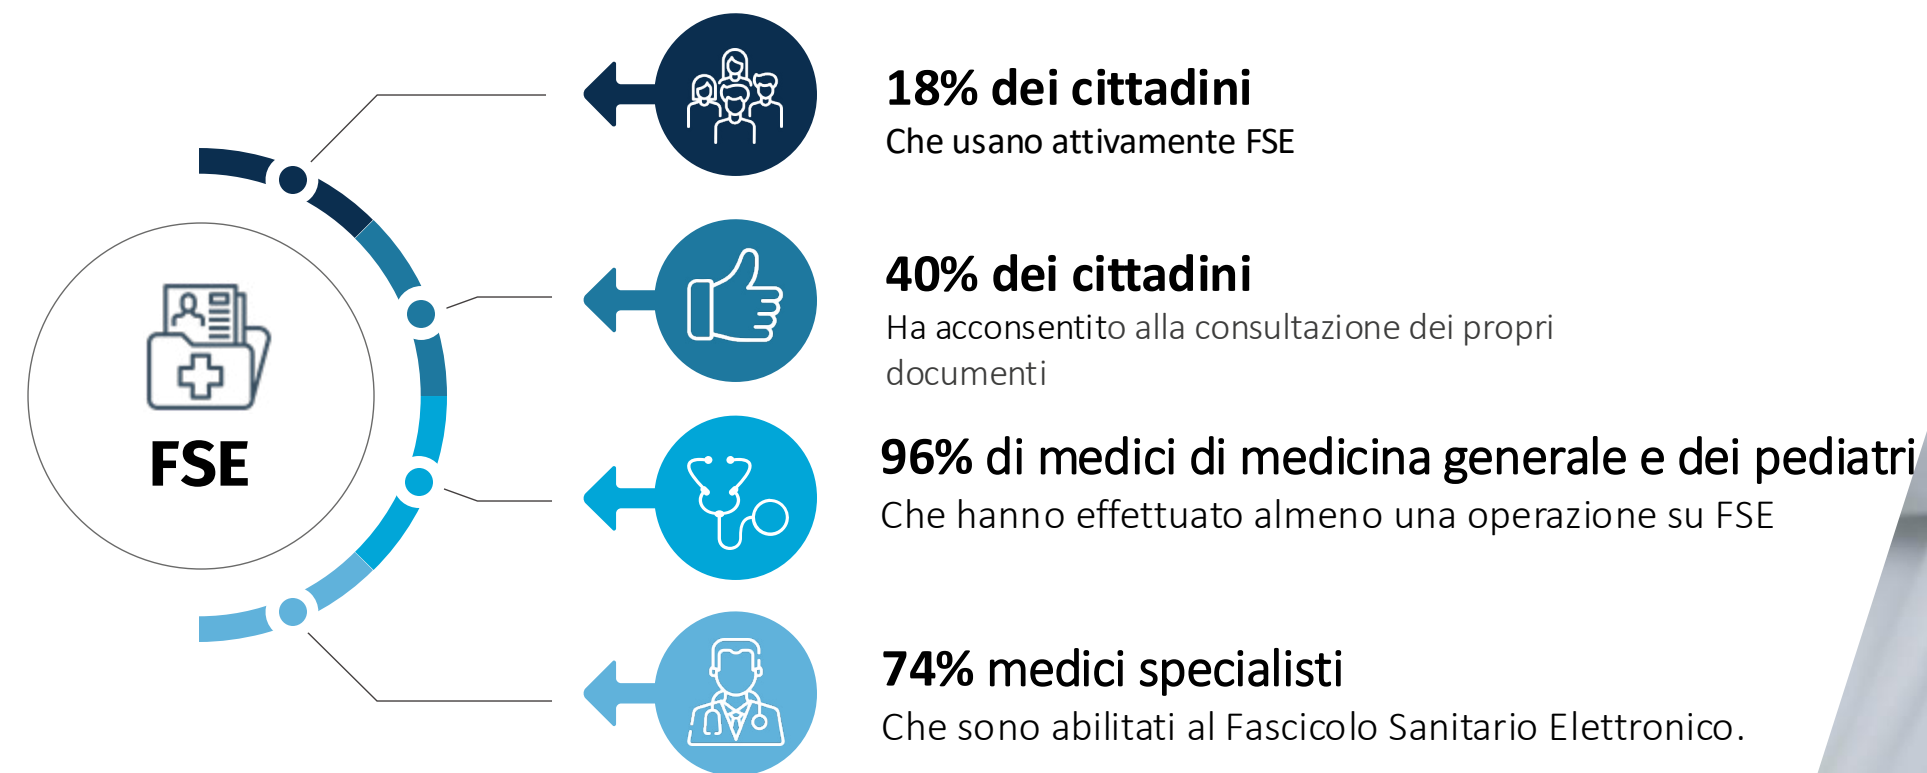 FSE
18% dei cittadini
Che usano attivamente FSE
40% dei cittadini
Ha acconsentito alla consultazione dei propri
documenti
96% di medici di medicina generale e dei pediatri
Che hanno effettuato almeno una operazione su FSE
74% medici specialisti
Che sono abilitati al Fascicolo Sanitario Elettronico.